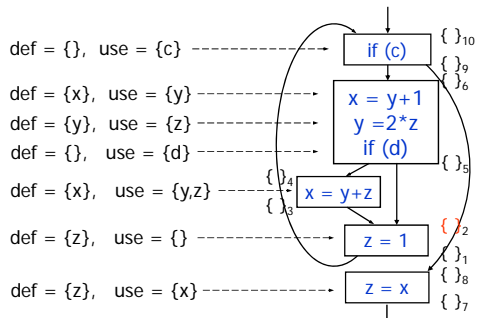 def = {}, use = {c}
if (c)
{ }10
{ }9
{ }6
def = {x}, use = {y}
x = y+1
def = {y}, use = {z}
y =2*z
def = {}, use = {d}
if (d)
{ }5
{ }4
def = {x}, use = {y,z}
x = y+z
{ }3
{ }2
def = {z}, use = {}
z = 1
{ }1
{ }8
def = {z}, use = {x}
z = x
{ }7